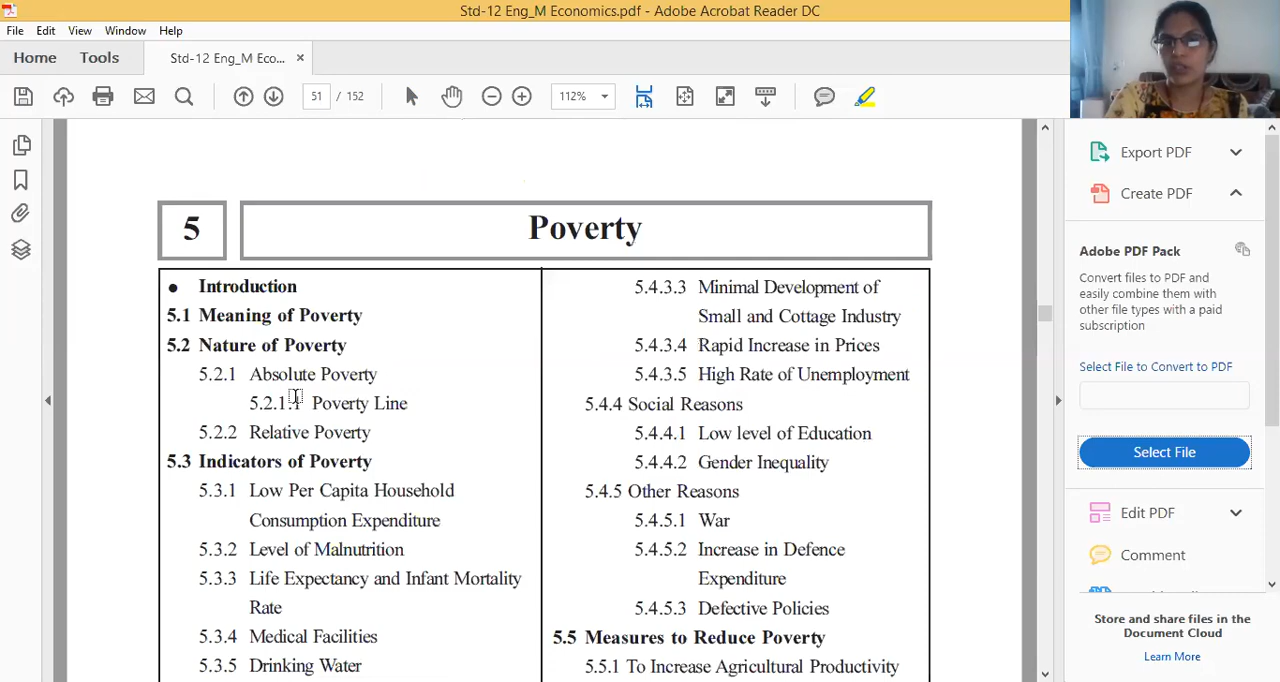 Std-12 Eng_M Economics.pdf - Adobe Acrobat Reader DC
File Edit View Window Help
Home Tools Std-12 Eng_M Eco... ×
51 / 152 112%
5 Poverty
● Introduction
5.1 Meaning of Poverty
5.2 Nature of Poverty
5.2.1 Absolute Poverty
5.2.1.1 Poverty Line
5.2.2 Relative Poverty
5.3 Indicators of Poverty
5.3.1 Low Per Capita Household
Consumption Expenditure
5.3.2 Level of Malnutrition
5.3.3 Life Expectancy and Infant Mortality
Rate
5.3.4 Medical Facilities
5.3.5 Drinking Water
5.4.3.3 Minimal Development of
Small and Cottage Industry
5.4.3.4 Rapid Increase in Prices
5.4.3.5 High Rate of Unemployment
5.4.4 Social Reasons
5.4.4.1 Low level of Education
5.4.4.2 Gender Inequality
5.4.5 Other Reasons
5.4.5.1 War
5.4.5.2 Increase in Defence
Expenditure
5.4.5.3 Defective Policies
5.5 Measures to Reduce Poverty
5.5.1 To Increase Agricultural Productivity
Export PDF
Create PDF
Adobe PDF Pack
Convert files to PDF and
easily combine them with
other file types with a paid
subscription
Select File to Convert to PDF
Select File
Edit PDF
Comment
Store and share files in the
Document Cloud
Learn More